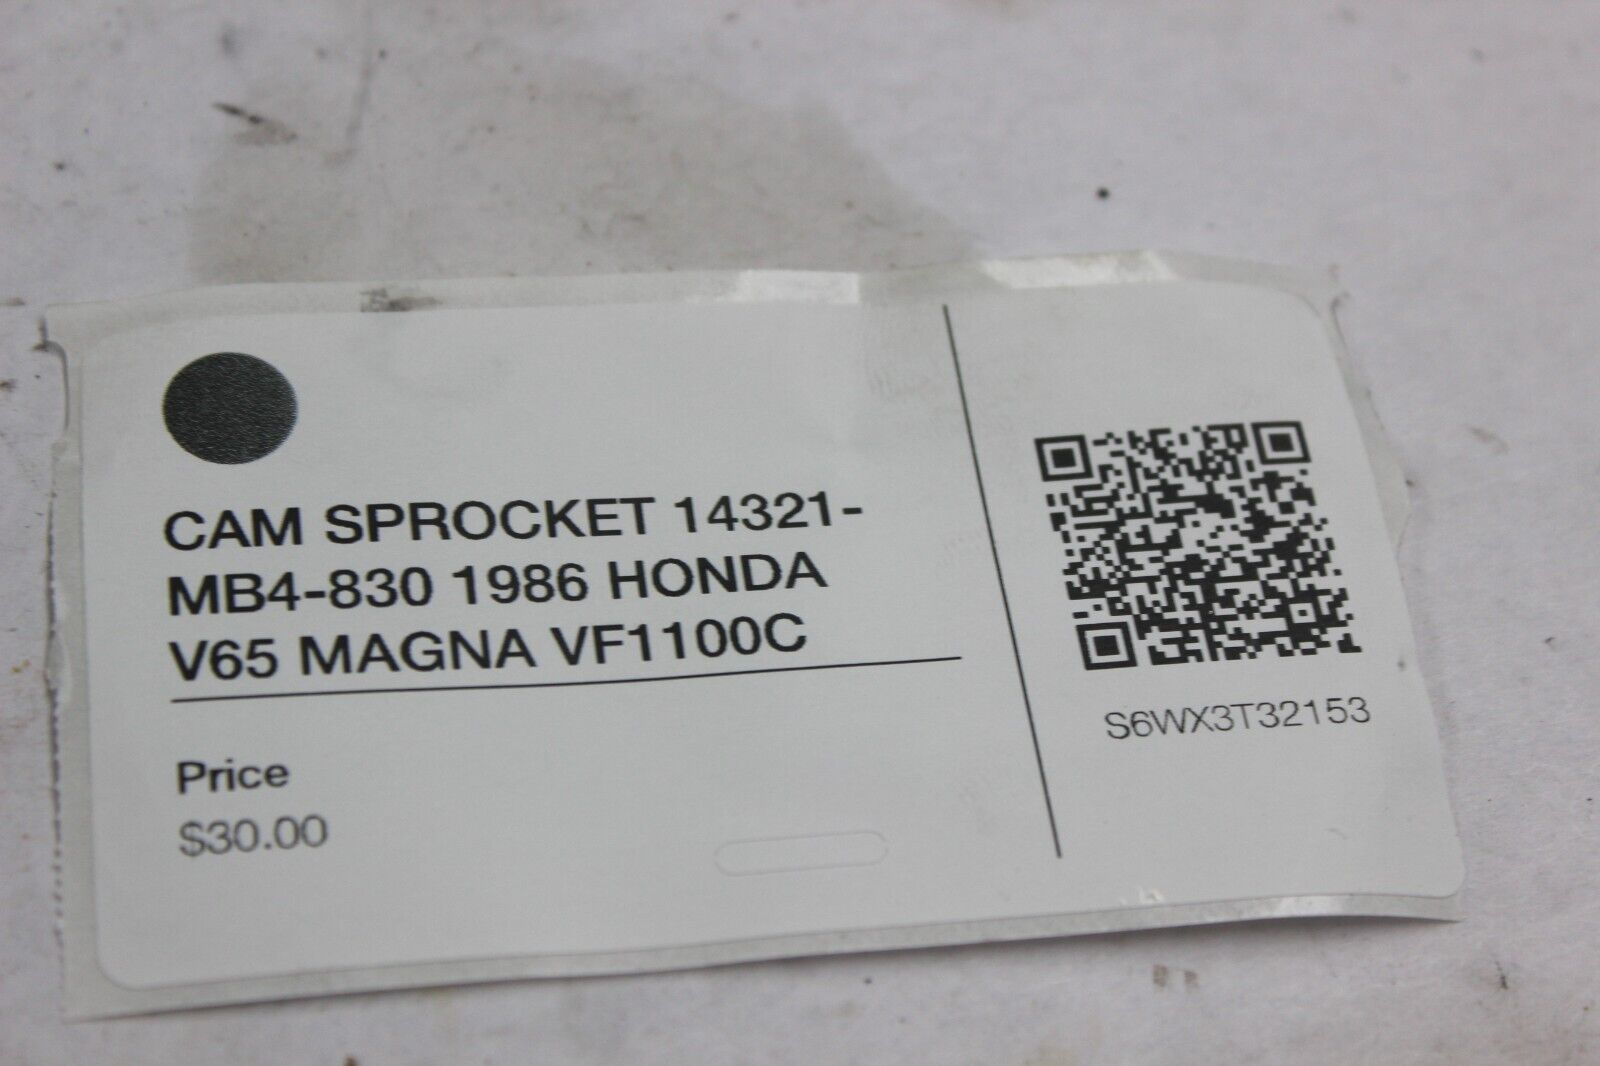 CAM SPROCKET 14321-
MB4-830 1986 HONDA
V65 MAGNA VF1100C
Price
$30.00
S6WX3T32153